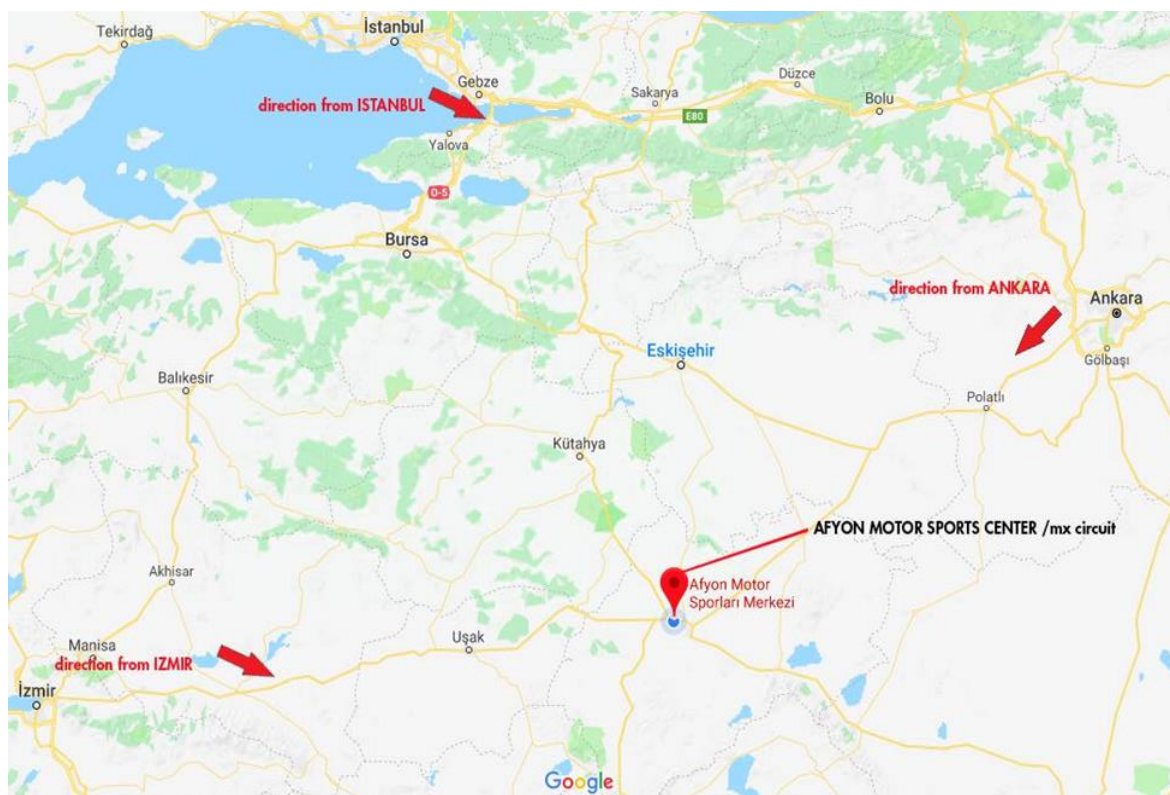 İstanbul
Tekirdağ
Gebze
Düzce
Sakarya
Bolu
direction from ISTANBUL
E80
Yalova
O-5
Bursa
direction from ANKARA
Ankara
Eskişehir
Gölbaşı
Balıkesir
Polatlı
Kütahya
AFYON MOTOR SPORTS CENTER /mx circuit
Akhisar
Afyon Motor
Sporları Merkezi
Uşak
Manisa
direction from IZMIR
İzmir
Google